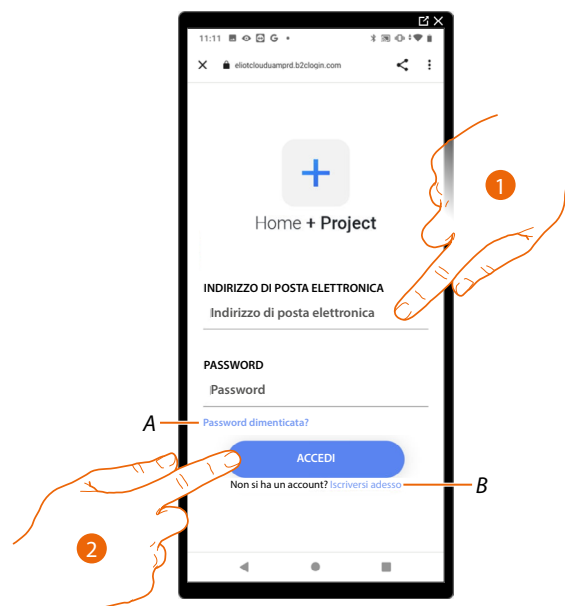 11:11 G
eliotclouduamprd.b2clogin.com
Home + Project
1
INDIRIZZO DI POSTA ELETTRONICA
Indirizzo di posta elettronica
PASSWORD
Password
A
Password dimenticata?
ACCEDI
Non si ha un account? Iscriversi adesso
B
2